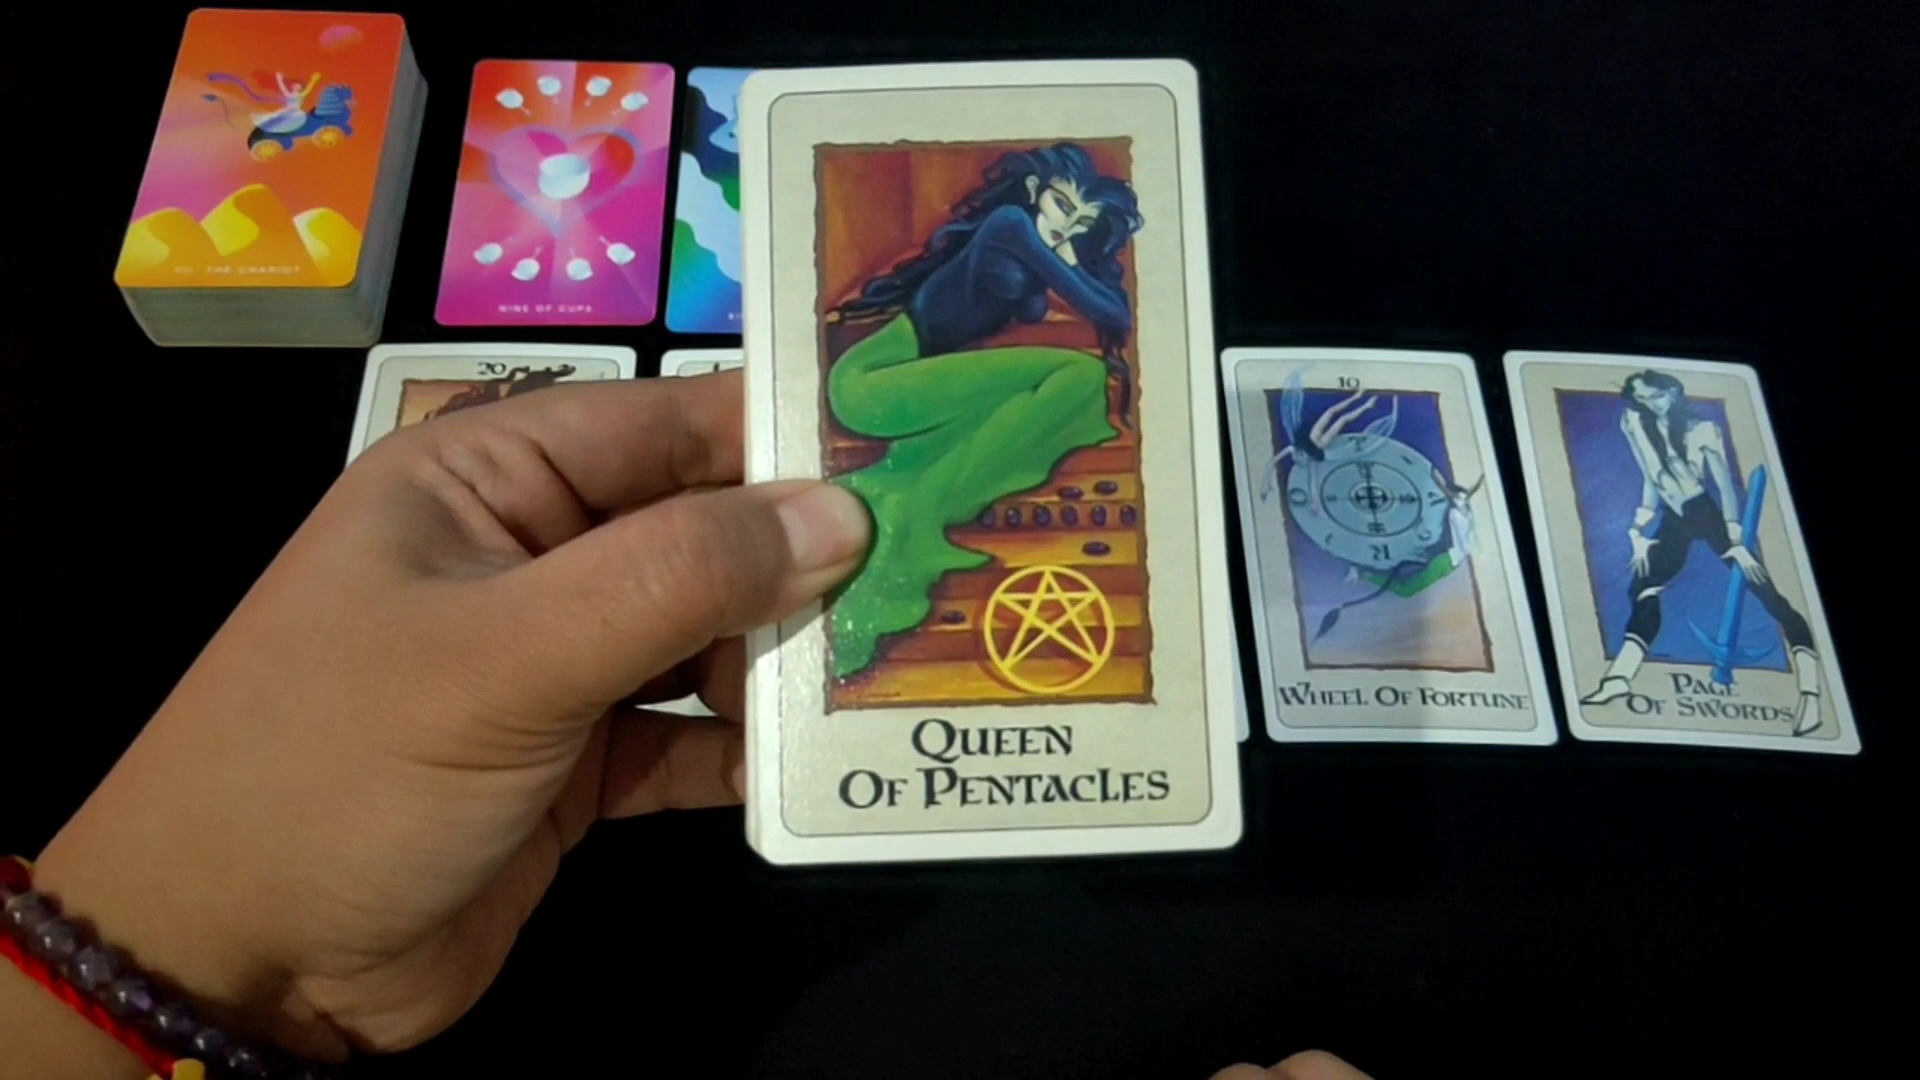 VII. THE CHARIOT
NINE OF CUPS
20
QUEEN
OF PENTACLES
10
WHEEL OF FORTUNE
PAGE
OF SWORDS